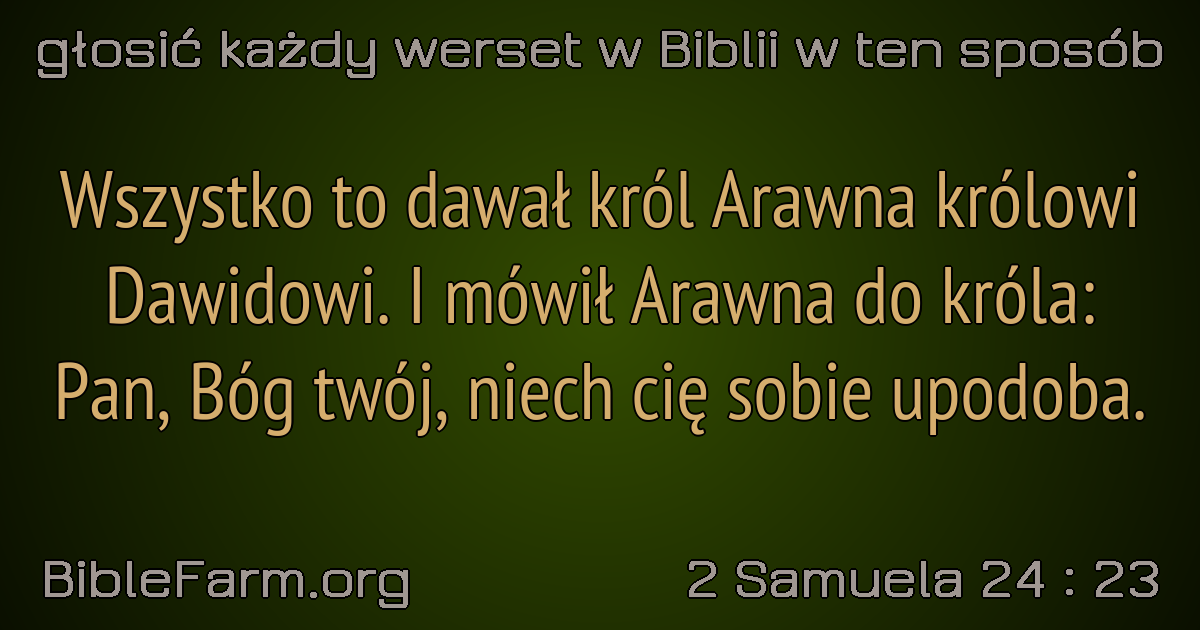 głosić każdy werset w Biblii w ten sposób
Wszystko to dawał król Arawna królowi
Dawidowi. I mówił Arawna do króla:
Pan, Bóg twój, niech cię sobie upodoba.
BibleFarm.org
2 Samuela 24 : 23